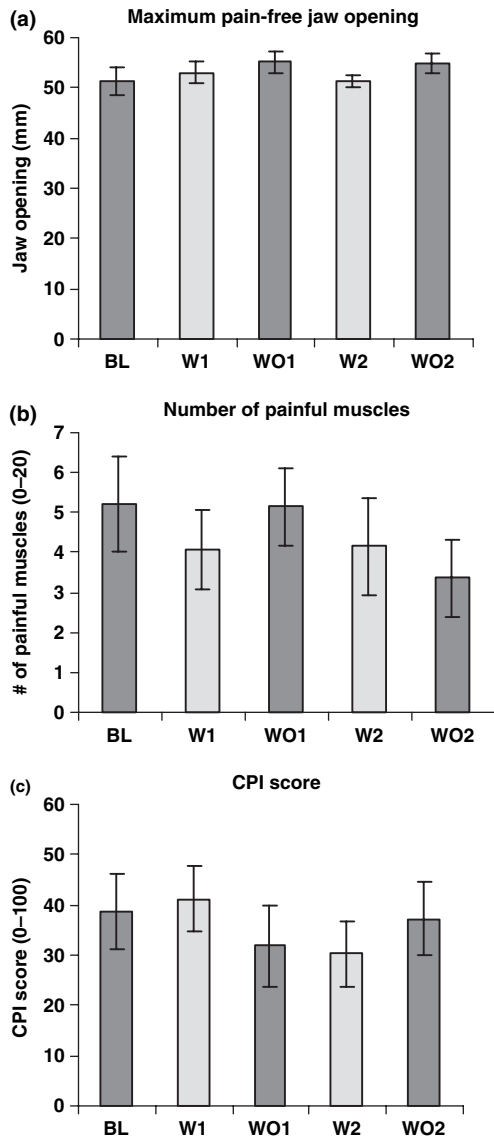 (a) Maximum pain-free jaw opening
Jaw opening (mm)
60
50
40
30
20
10
0
BL W1 WO1 W2 WO2
(b) Number of painful muscles
# of painful muscles (0–20)
7
6
5
4
3
2
1
0
BL W1 WO1 W2 WO2
(c) CPI score
CPI score (0–100)
60
50
40
30
20
10
0
BL W1 WO1 W2 WO2